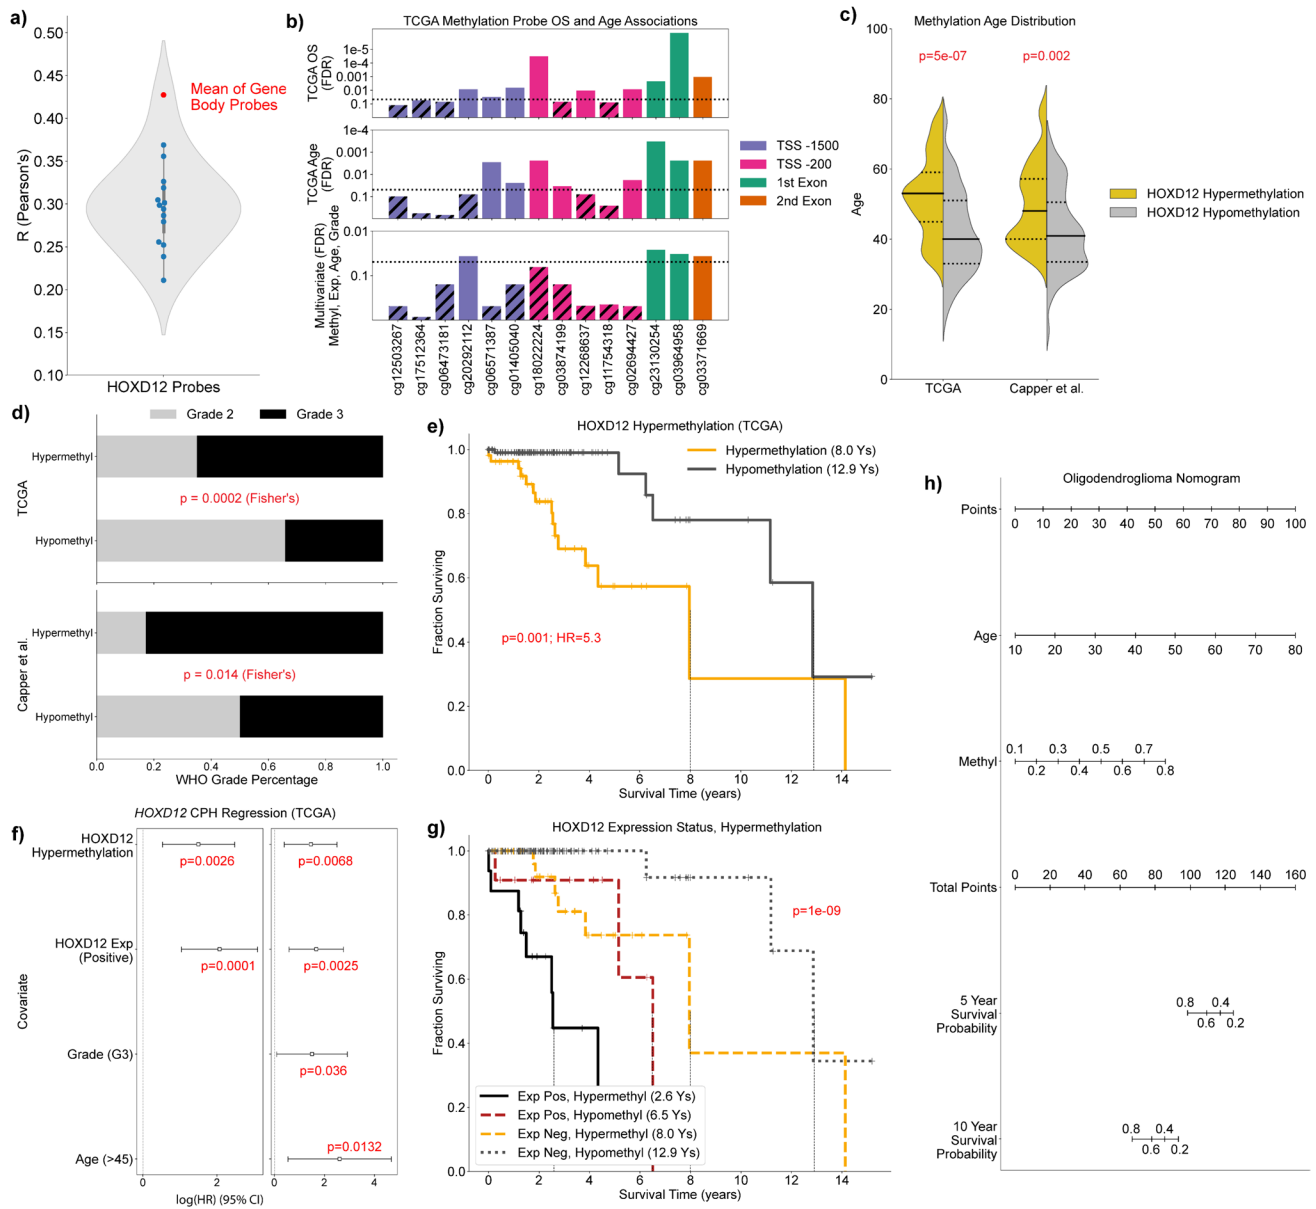 a)
0.50
0.45
0.40
0.35
0.30
0.25
0.20
0.15
0.10
R (Pearson's)
Mean of Gene
Body Probes
HOXD12 Probes
b)
TCGA Methylation Probe OS and Age Associations
TCGA OS
(FDR)
1e-5
0.001
0.1
TCGA Age
(FDR)
1e-4
0.001
0.01
0.1
Multivariate (FDR)
Methyl, Exp, Age, Grade
0.01
0.1
TSS -1500
TSS -200
1st Exon
2nd Exon
cg12503267
cg17512364
cg06473181
cg20292112
cg06571387
cg01405040
cg18022224
cg03874199
cg12268637
cg11754318
cg02694427
cg23130254
cg03964958
cg03371669
c)
Methylation Age Distribution
100
80
60
40
20
0
Age
p=5e-07
p=0.002
TCGA
Capper et al.
HOXD12 Hypermethylation
HOXD12 Hypomethylation
d)
Grade 2
Grade 3
TCGA
Hypermethyl
p = 0.0002 (Fisher's)
Hypomethyl
Capper et al.
Hypermethyl
p = 0.014 (Fisher's)
Hypomethyl
0.0 0.2 0.4 0.6 0.8 1.0
WHO Grade Percentage
e)
HOXD12 Hypermethylation (TCGA)
Hypermethylation (8.0 Ys)
Hypomethylation (12.9 Ys)
1.0
0.8
0.6
0.4
0.2
0.0
Fraction Surviving
p=0.001; HR=5.3
0 2 4 6 8 10 12 14
Survival Time (years)
f)
HOXD12 CPH Regression (TCGA)
Covariate
HOXD12
Hypermethylation
p=0.0026
p=0.0068
HOXD12 Exp
(Positive)
p=0.0001
p=0.0025
Grade (G3)
p=0.036
Age (>45)
p=0.0132
0 2 0 2 4
log(HR) (95% CI)
g)
HOXD12 Expression Status, Hypermethylation
1.0
0.8
0.6
0.4
0.2
0.0
Fraction Surviving
p=1e-09
Exp Pos, Hypermethyl (2.6 Ys)
Exp Pos, Hypomethyl (6.5 Ys)
Exp Neg, Hypermethyl (8.0 Ys)
Exp Neg, Hypomethyl (12.9 Ys)
0 2 4 6 8 10 12 14
Survival Time (years)
h)
Oligodendroglioma Nomogram
Points
0 10 20 30 40 50 60 70 80 90 100
Age
10 20 30 40 50 60 70 80
0.1 0.3 0.5 0.7
Methyl
0.2 0.4 0.6 0.8
0 20 40 60 80 100 120 140 160
Total Points
5 Year
Survival
Probability
0.8 0.4
0.6 0.2
10 Year
Survival
Probability
0.8 0.4
0.6 0.2